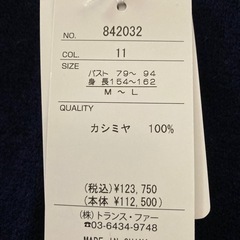 NO. 842032
COL. 11
SIZE
バスト 79～ 94
身 長154～162
M ～ L
QUALITY
カシミヤ 100%
(税込)¥123,750
(本体 ¥112,500)
(株)トランス・ファー
☎03-6434-9748
MADE IN